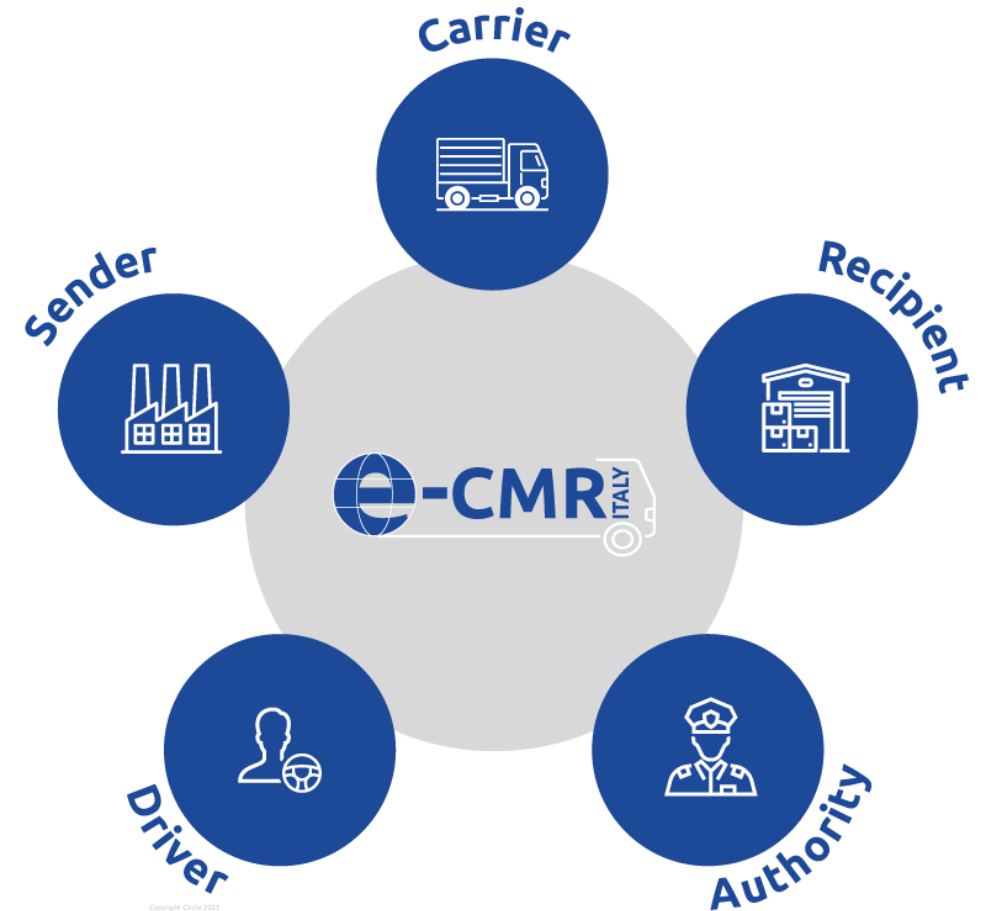 Carrier
Sender
Recipient
e-CMR ITALY
Driver
Authority
Copyright Circle 2023